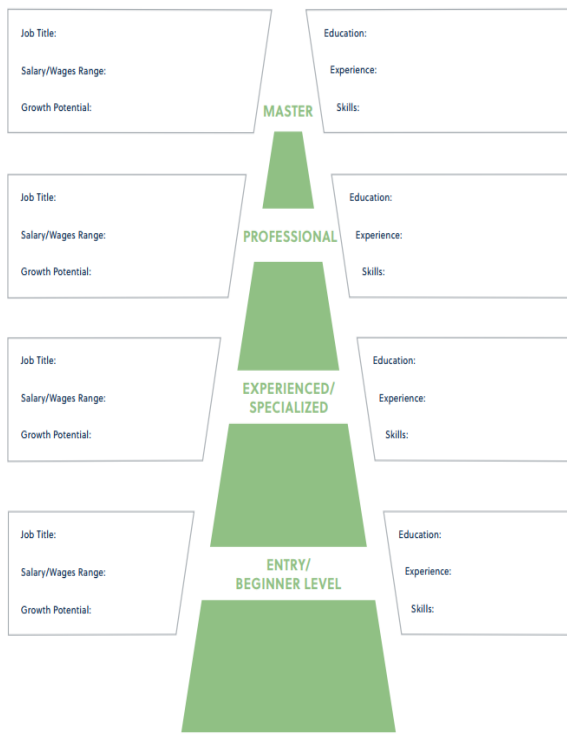 Job Title:
Salary/Wages Range:
Growth Potential:
MASTER
Education:
Experience:
Skills:
Job Title:
Salary/Wages Range:
Growth Potential:
PROFESSIONAL
Education:
Experience:
Skills:
Job Title:
Salary/Wages Range:
Growth Potential:
EXPERIENCED/
SPECIALIZED
Education:
Experience:
Skills:
Job Title:
Salary/Wages Range:
Growth Potential:
ENTRY/
BEGINNER LEVEL
Education:
Experience:
Skills: